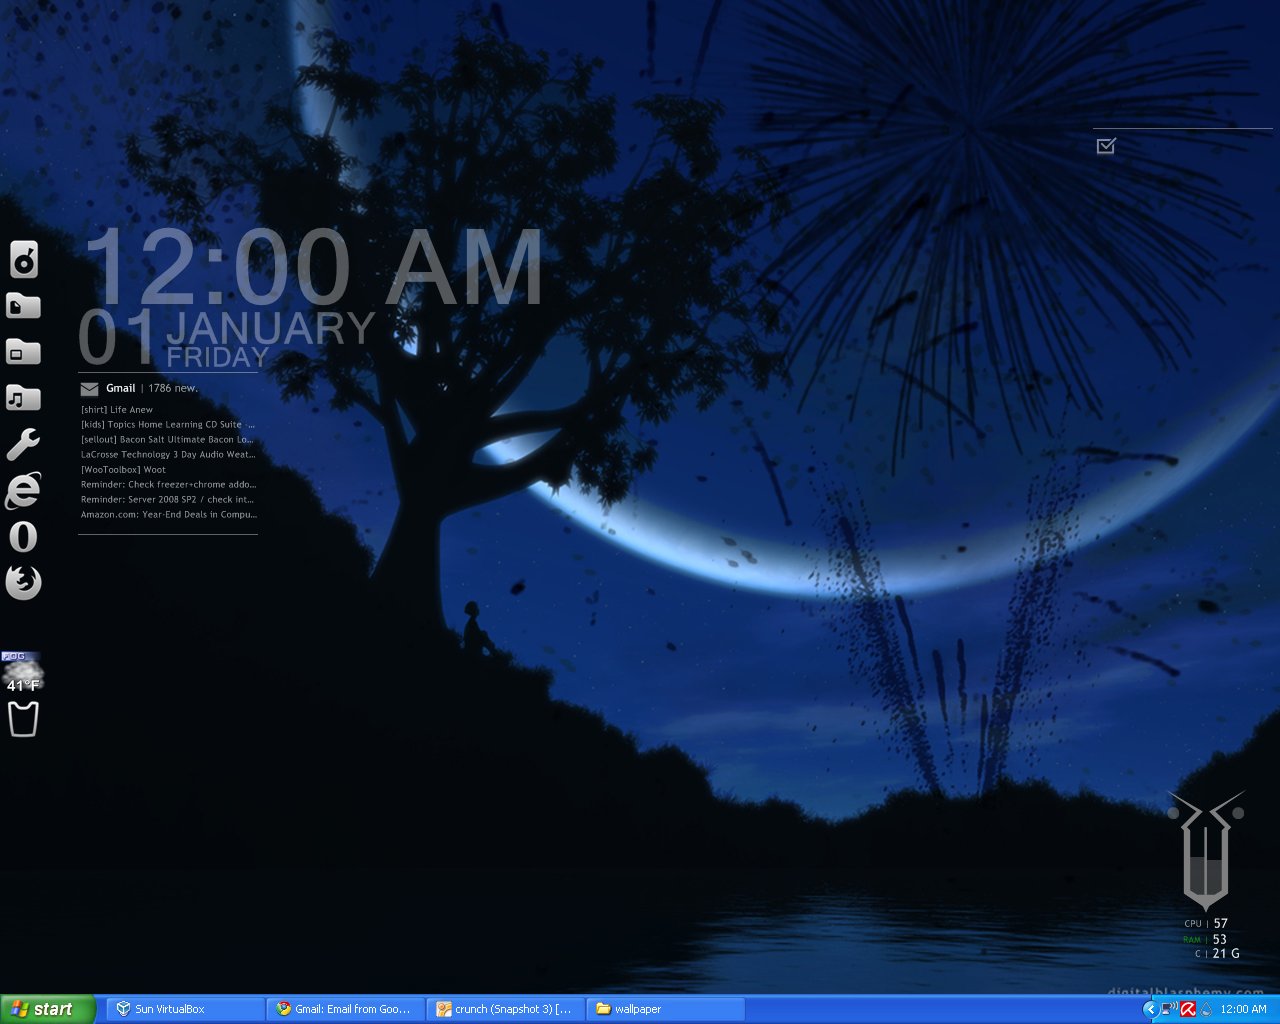 12:00 AM
01 JANUARY
FRIDAY
Gmail | 1786 new.
[shirt] Life Anew
[kids] Topics Home Learning CD Suite -...
[sellout] Bacon Salt Ultimate Bacon Lo...
LaCrosse Technology 3 Day Audio Weat...
[WooToolbox] Woot
Reminder: Check freezer+chrome addo...
Reminder: Server 2008 SP2 / check int...
Amazon.com: Year-End Deals in Compu...
41°F
CPU | 57
RAM | 53
C | 21 G
digitalblasphemy.com
start
Sun VirtualBox
Gmail: Email from Goo...
crunch (Snapshot 3) [...
wallpaper
12:00 AM